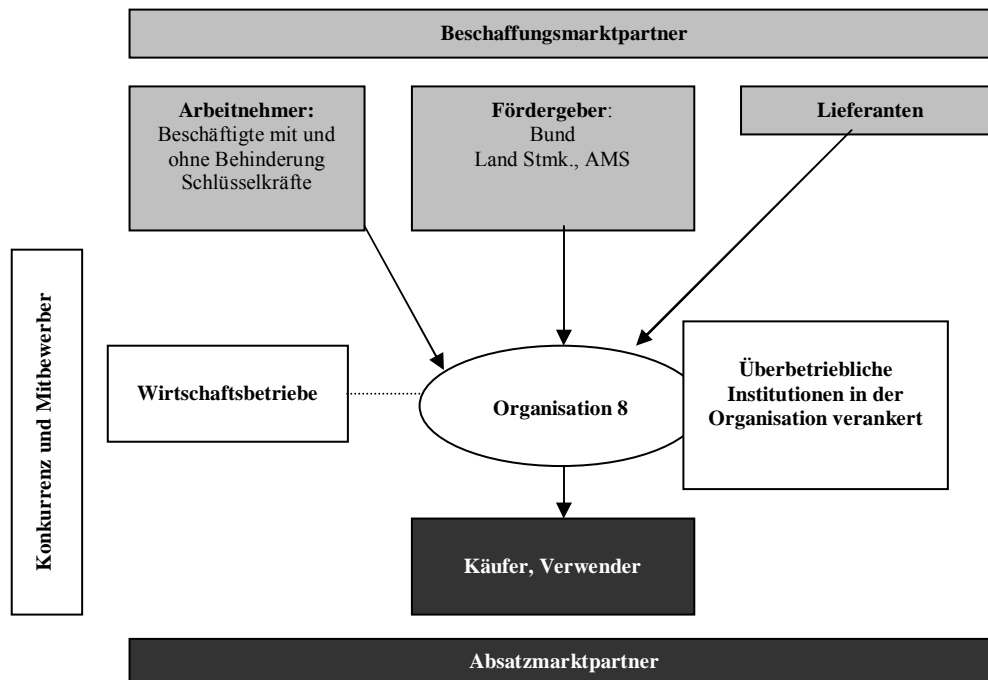 Beschaffungsmarktpartner
Arbeitnehmer:
Beschäftigte mit und
ohne Behinderung
Schlüsselkräfte
Fördergeber:
Bund
Land Stmk., AMS
Lieferanten
Konkurrenz und Mitbewerber
Wirtschaftsbetriebe
Organisation 8
Überbetriebliche
Institutionen in der
Organisation verankert
Käufer, Verwender
Absatzmarktpartner